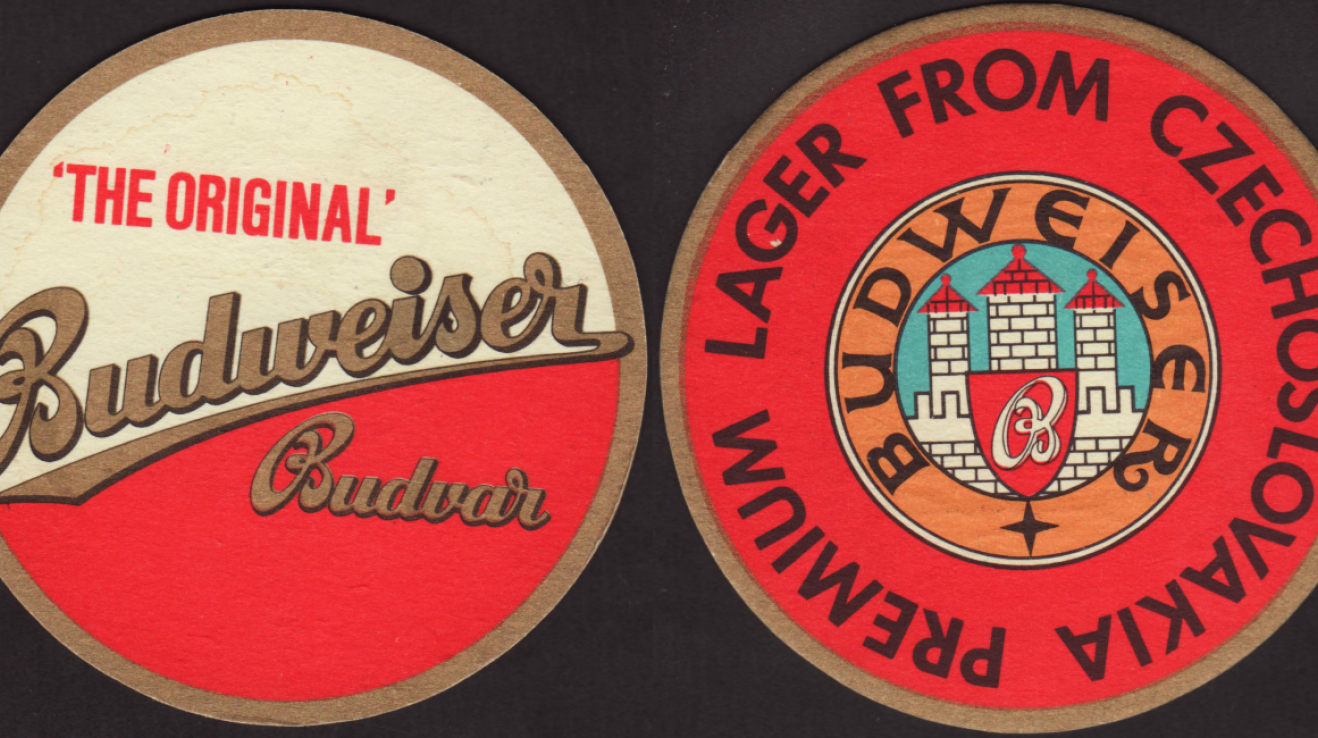 'THE ORIGINAL'
Budweiser
Budvar
PREMIUM LAGER FROM CZECHOSLOVAKIA
BUDWEISER
B